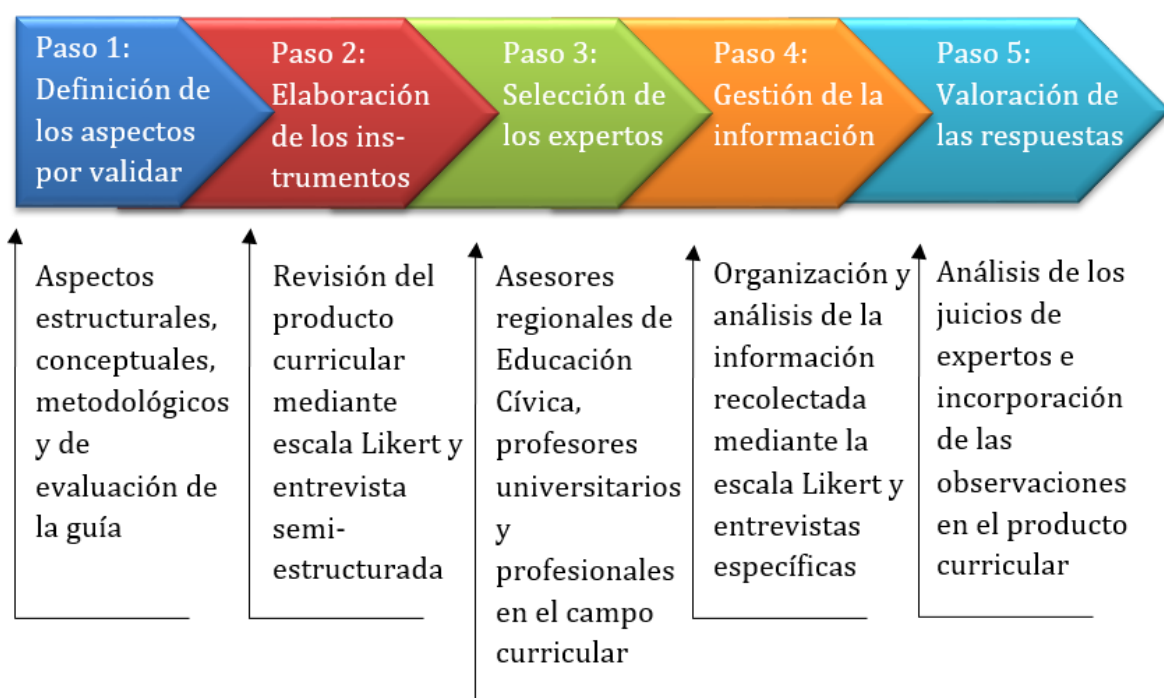 Paso 1:
Definición de
los aspectos
por validar
Paso 2:
Elaboración
de los ins-
trumentos
Paso 3:
Selección de
los expertos
Paso 4:
Gestión de la
información
Paso 5:
Valoración de
las respuestas
Aspectos
estructurales,
conceptuales,
metodológicos
y de
evaluación de
la guía
Revisión del
producto
curricular
mediante
escala Likert y
entrevista
semi-
estructurada
Asesores
regionales de
Educación
Cívica,
profesores
universitarios
y
profesionales
en el campo
curricular
Organización y
análisis de la
información
recolectada
mediante la
escala Likert y
entrevistas
específicas
Análisis de los
juicios de
expertos e
incorporación
de las
observaciones
en el producto
curricular